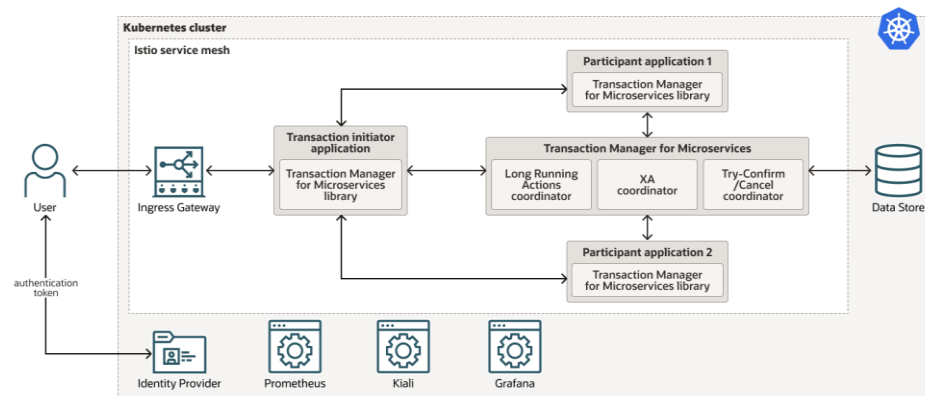 Kubernetes cluster
Istio service mesh
Participant application 1
Transaction Manager
for Microservices library
Transaction initiator
application
Transaction Manager
for Microservices
library
Transaction Manager for Microservices
Long Running
Actions
coordinator
XA
coordinator
Try-Confirm
/Cancel
coordinator
User
Ingress Gateway
Data Store
Participant application 2
Transaction Manager
for Microservices library
authentication
token
Identity Provider
Prometheus
Kiali
Grafana